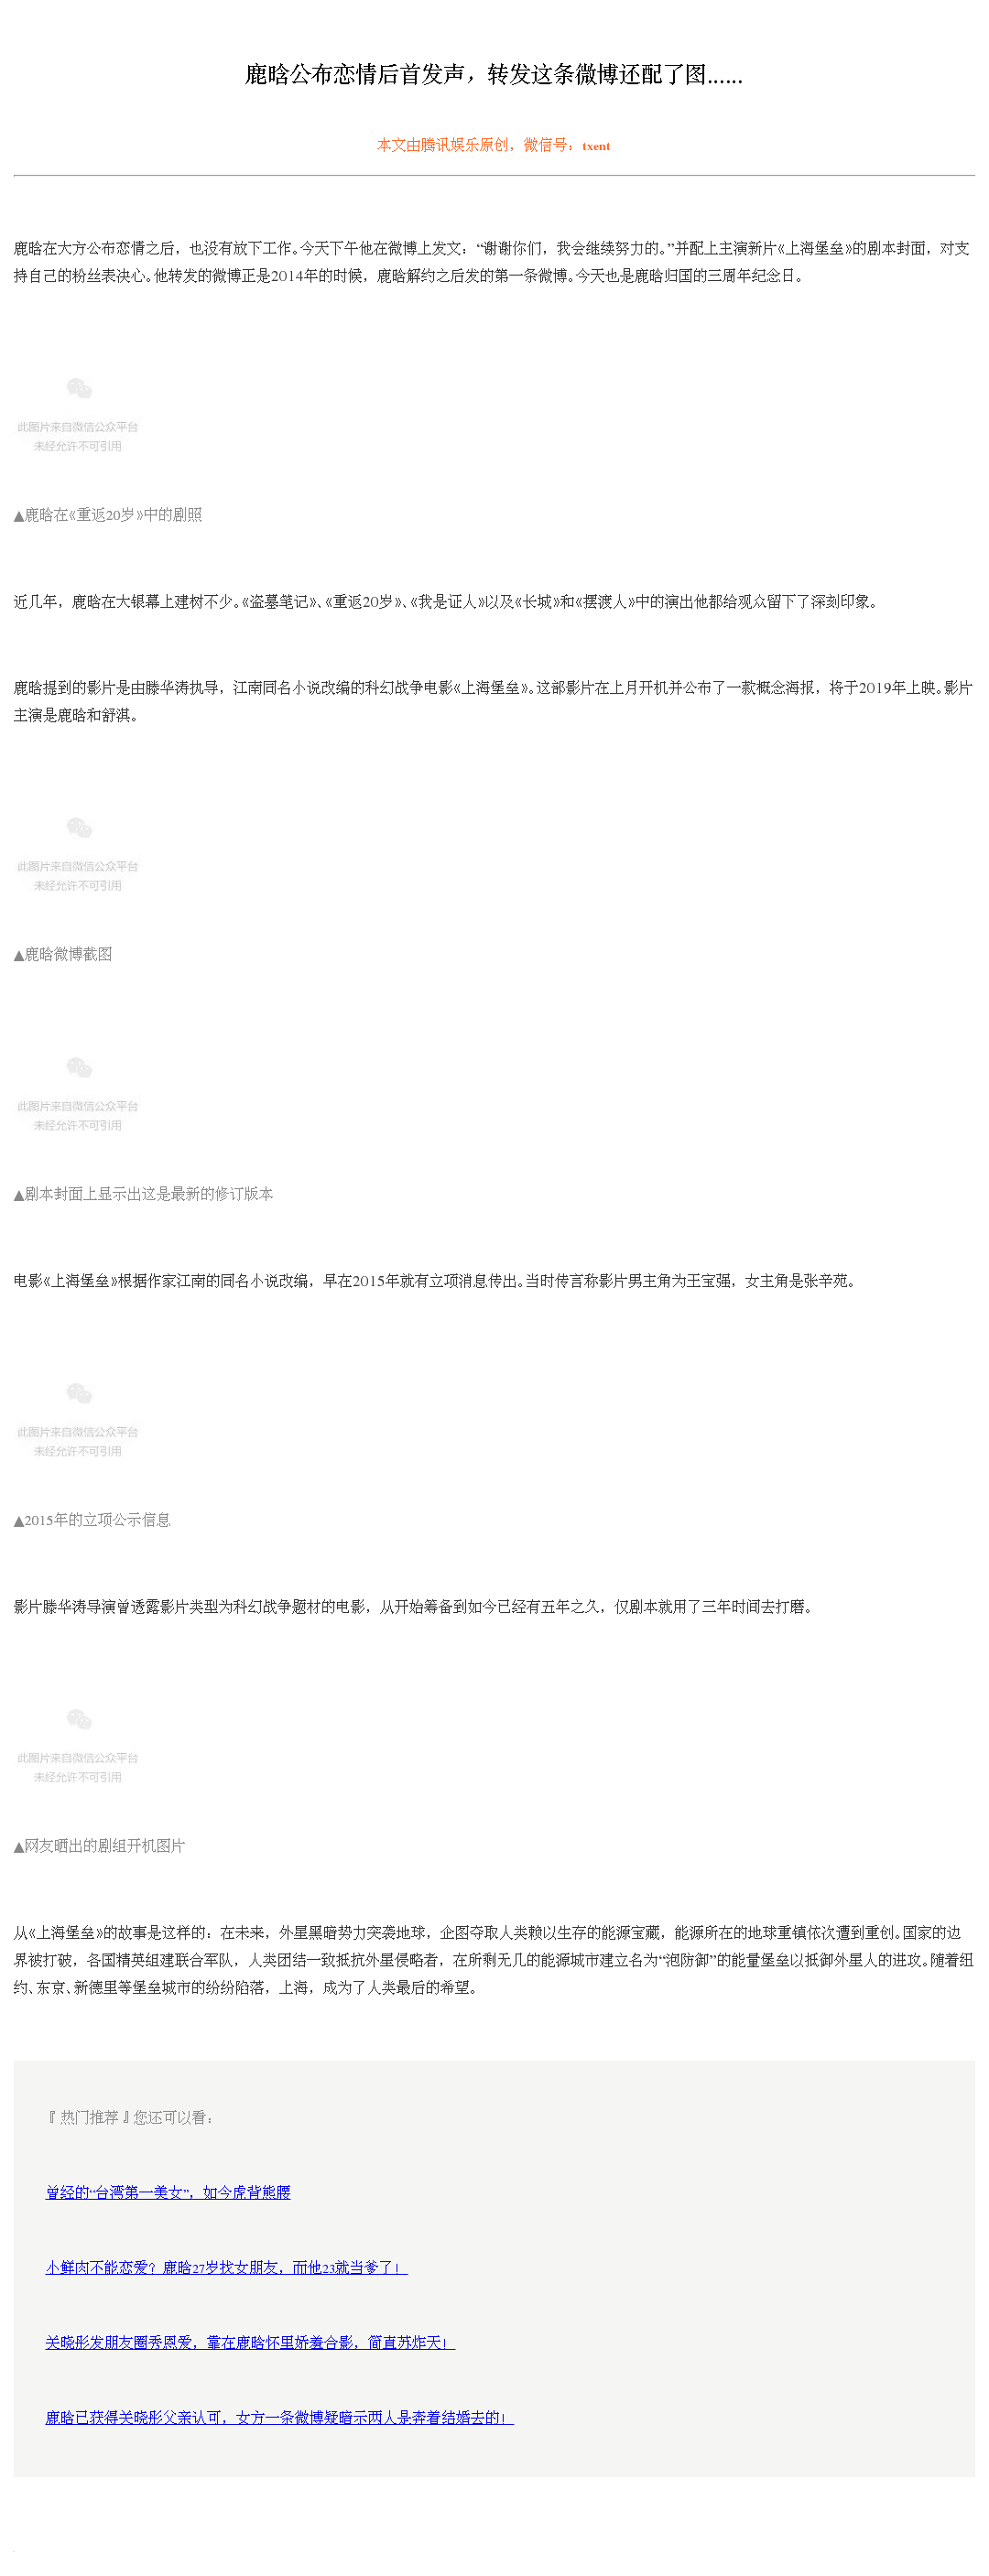 鹿晗公布恋情后首发声，转发这条微博还配了图......
本文由腾讯娱乐原创，微信号：txent
鹿晗在大方公布恋情之后，也没有放下工作。今天下午他在微博上发文：“谢谢你们，我会继续努力的。”并配上主演新片《上海堡垒》的剧本封面，对支
持自己的粉丝表决心。他转发的微博正是2014年的时候，鹿晗解约之后发的第一条微博。今天也是鹿晗归国的三周年纪念日。
此图片来自微信公众平台
未经允许不可引用
▲鹿晗在《重返20岁》中的剧照
近几年，鹿晗在大银幕上建树不少。《盗墓笔记》、《重返20岁》、《我是证人》以及《长城》和《摆渡人》中的演出他都给观众留下了深刻印象。
鹿晗提到的影片是由滕华涛执导，江南同名小说改编的科幻战争电影《上海堡垒》。这部影片在上月开机并公布了一款概念海报，将于2019年上映。影片
主演是鹿晗和舒淇。
此图片来自微信公众平台
未经允许不可引用
▲鹿晗微博截图
此图片来自微信公众平台
未经允许不可引用
▲剧本封面上显示出这是最新的修订版本
电影《上海堡垒》根据作家江南的同名小说改编，早在2015年就有立项消息传出。当时传言称影片男主角为王宝强，女主角是张辛苑。
此图片来自微信公众平台
未经允许不可引用
▲2015年的立项公示信息
影片滕华涛导演曾透露影片类型为科幻战争题材的电影，从开始筹备到如今已经有五年之久，仅剧本就用了三年时间去打磨。
此图片来自微信公众平台
未经允许不可引用
▲网友晒出的剧组开机图片
从《上海堡垒》的故事是这样的：在未来，外星黑暗势力突袭地球，企图夺取人类赖以生存的能源宝藏，能源所在的地球重镇依次遭到重创。国家的边
界被打破，各国精英组建联合军队，人类团结一致抵抗外星侵略者，在所剩无几的能源城市建立名为“泡防御”的能量堡垒以抵御外星人的进攻。随着纽
约、东京、新德里等堡垒城市的纷纷陷落，上海，成为了人类最后的希望。
『热门推荐』您还可以看：
曾经的“台湾第一美女”，如今虎背熊腰
小鲜肉不能恋爱？鹿晗27岁找女朋友，而他23就当爹了！
关晓彤发朋友圈秀恩爱，靠在鹿晗怀里娇羞合影，简直苏炸天！
鹿晗已获得关晓彤父亲认可，女方一条微博疑暗示两人是奔着结婚去的！